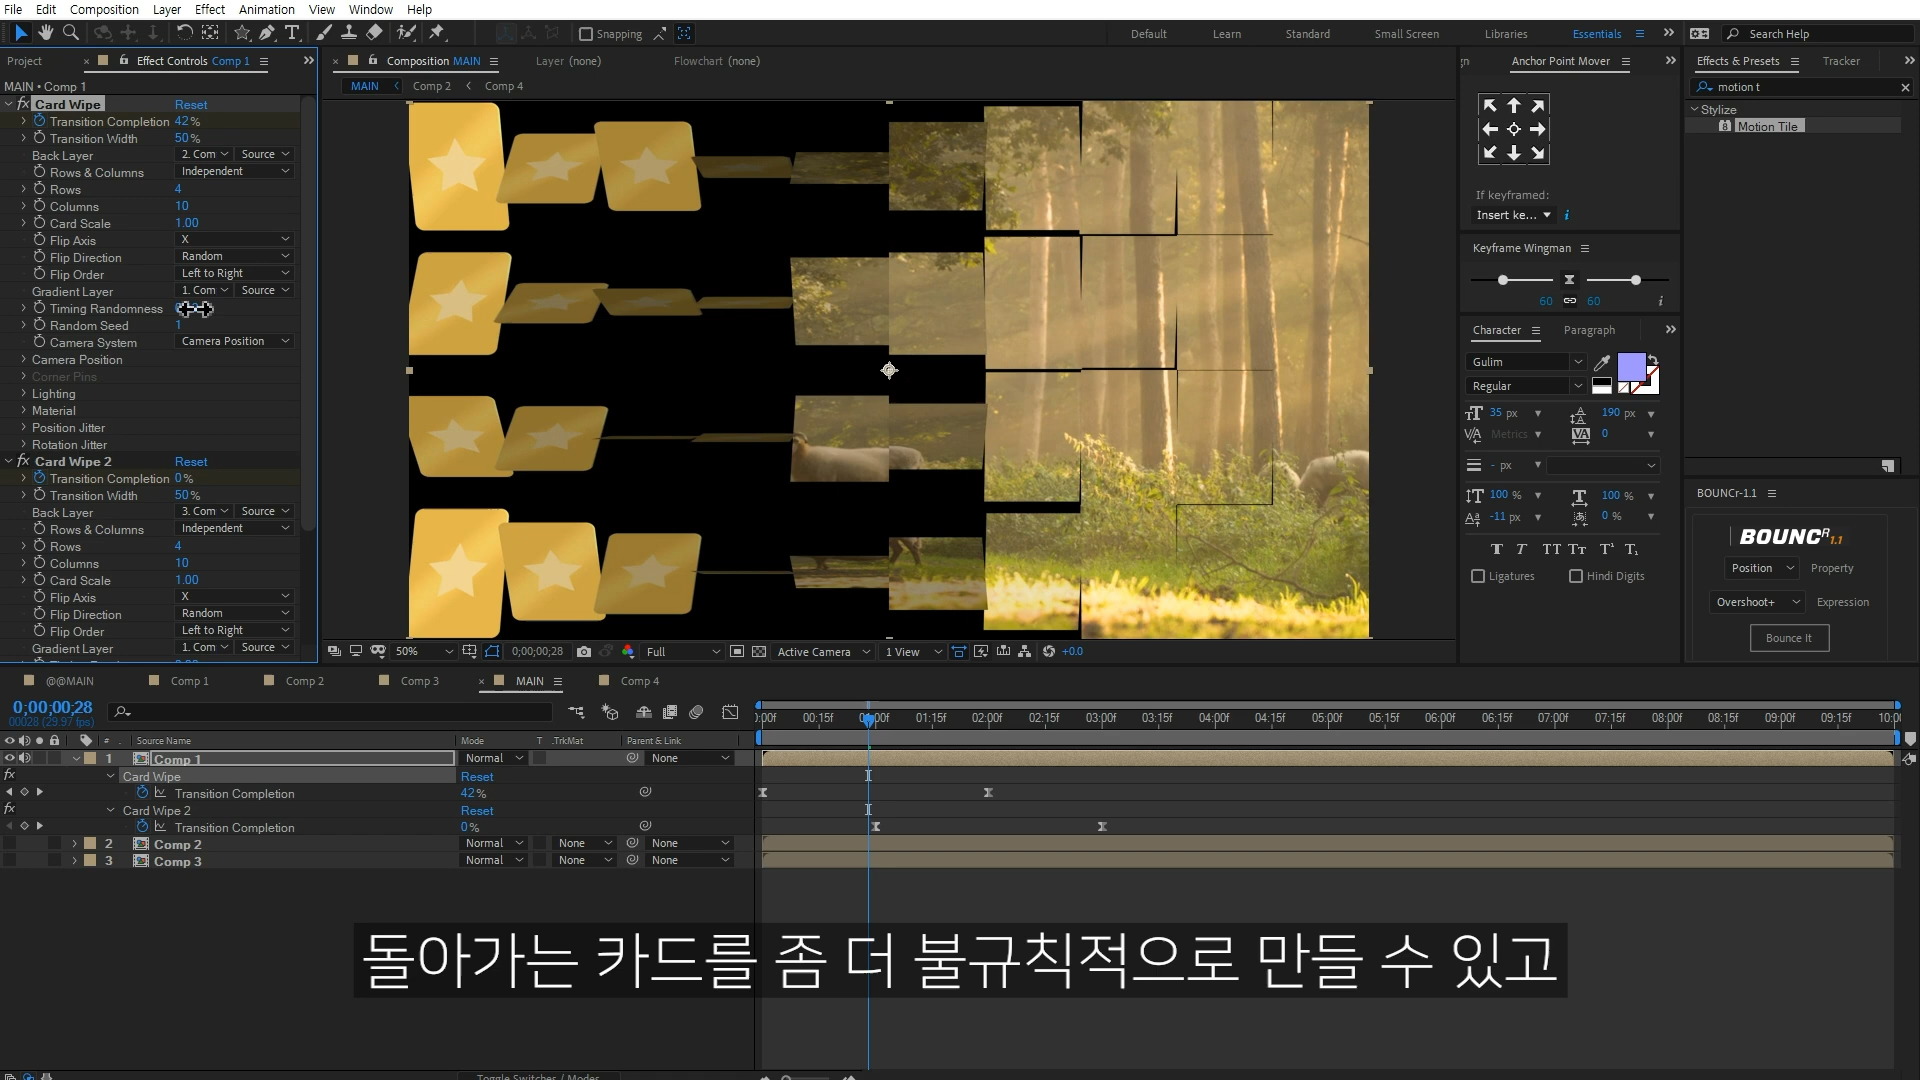 File Edit Composition Layer Effect Animation View Window Help
Snapping Default Learn Standard Small Screen Libraries Essentials Search Help
Project Effect Controls Comp 1
MAIN • Comp 1
Card Wipe Reset
Transition Completion 42%
Transition Width 50%
Back Layer 2. Com Source
Rows & Columns Independent
Rows 4
Columns 10
Card Scale 1.00
Flip Axis X
Flip Direction Random
Flip Order Left to Right
Gradient Layer 1. Com Source
Timing Randomness
Random Seed 1
Camera System Camera Position
Camera Position
Corner Pins
Lighting
Material
Position Jitter
Rotation Jitter
Card Wipe 2 Reset
Transition Completion 0%
Transition Width 50%
Back Layer 3. Com Source
Rows & Columns Independent
Rows 4
Columns 10
Card Scale 1.00
Flip Axis X
Flip Direction Random
Flip Order Left to Right
Gradient Layer 1. Com Source
Composition MAIN Layer (none) Flowchart (none)
MAIN Comp 2 Comp 4
50% 0;00;00;28 Full Active Camera 1 View +0.0
Anchor Point Mover
If keyframed:
Insert ke... i
Keyframe Wingman
60 60 i
Character Paragraph
Gulim
Regular
35 px 190 px
Metrics 0
- px
100 % 100 %
-11 px 0 %
T T TT Tт T¹ T₁
Ligatures Hindi Digits
Effects & Presets Tracker
motion t
Stylize
Motion Tile
BOUNCr-1.1
BOUNCR 1.1
Position Property
Overshoot+ Expression
Bounce It
@@MAIN Comp 1 Comp 2 Comp 3 MAIN Comp 4
0;00;00;28
00028 (29.97 fps)
00:15f 01:00f 01:15f 02:00f 02:15f 03:00f 03:15f 04:00f 04:15f 05:00f 05:15f 06:00f 06:15f 07:00f 07:15f 08:00f 08:15f 09:00f 09:15f 10:0
# Source Name Mode T .TrkMat Parent & Link
1 Comp 1 Normal None
Card Wipe Reset
Transition Completion 42%
Card Wipe 2 Reset
Transition Completion 0%
2 Comp 2 Normal None None
3 Comp 3 Normal None None
돌아가는 카드를 좀 더 불규칙적으로 만들 수 있고
Toggle Switches / Modes